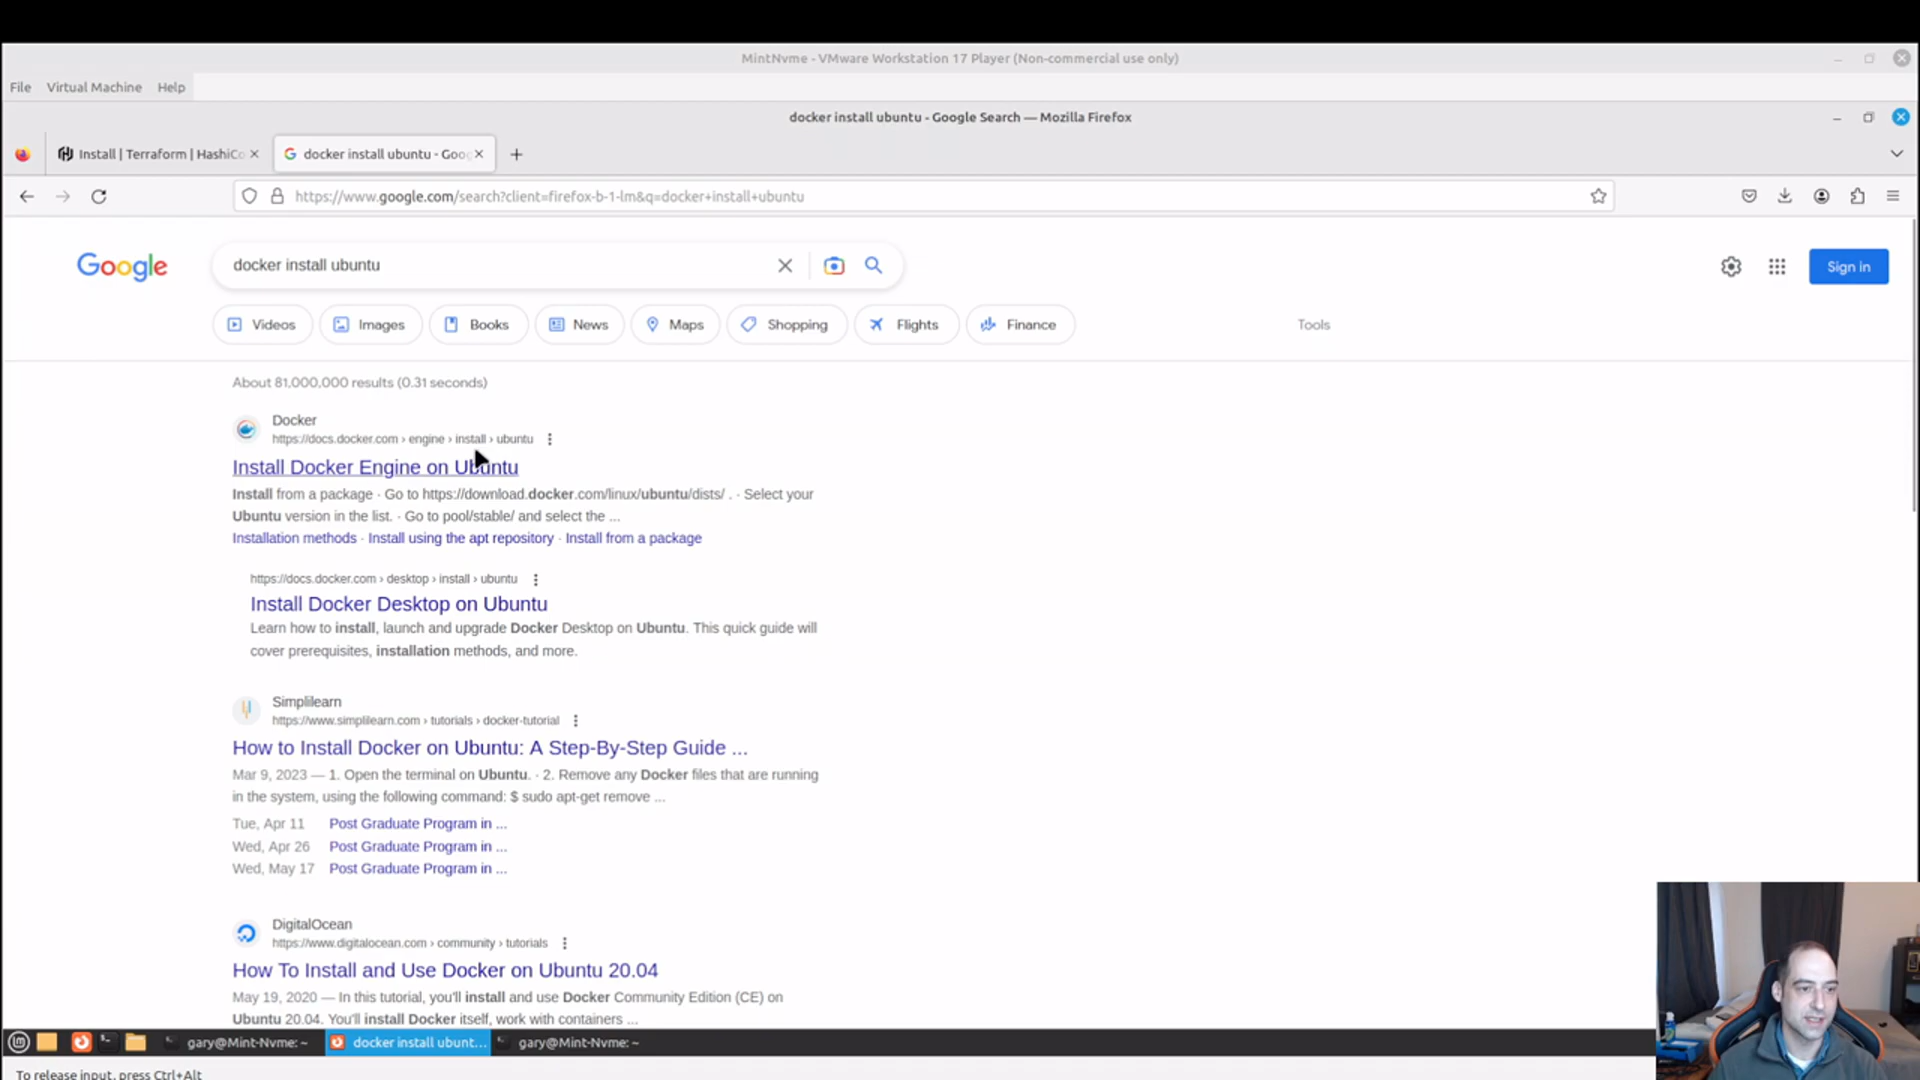 MintNvme - VMware Workstation 17 Player (Non-commercial use only)
File Virtual Machine Help
docker install ubuntu - Google Search — Mozilla Firefox
Install | Terraform | HashiCo
docker install ubuntu - Goog
https://www.google.com/search?client=firefox-b-1-lm&q=docker+install+ubuntu
Google
docker install ubuntu
Sign in
Videos Images Books News Maps Shopping Flights Finance Tools
About 81,000,000 results (0.31 seconds)
Docker
https://docs.docker.com › engine › install › ubuntu
Install Docker Engine on Ubuntu
Install from a package · Go to https://download.docker.com/linux/ubuntu/dists/ . · Select your
Ubuntu version in the list. · Go to pool/stable/ and select the ...
Installation methods · Install using the apt repository · Install from a package
https://docs.docker.com › desktop › install › ubuntu
Install Docker Desktop on Ubuntu
Learn how to install, launch and upgrade Docker Desktop on Ubuntu. This quick guide will
cover prerequisites, installation methods, and more.
Simplilearn
https://www.simplilearn.com › tutorials › docker-tutorial
How to Install Docker on Ubuntu: A Step-By-Step Guide ...
Mar 9, 2023 — 1. Open the terminal on Ubuntu. · 2. Remove any Docker files that are running
in the system, using the following command: $ sudo apt-get remove ...
Tue, Apr 11 Post Graduate Program in ...
Wed, Apr 26 Post Graduate Program in ...
Wed, May 17 Post Graduate Program in ...
DigitalOcean
https://www.digitalocean.com › community › tutorials
How To Install and Use Docker on Ubuntu 20.04
May 19, 2020 — In this tutorial, you'll install and use Docker Community Edition (CE) on
Ubuntu 20.04. You'll install Docker itself, work with containers ...
gary@Mint-Nvme: ~
docker install ubunt...
gary@Mint-Nvme: ~
To release input, press Ctrl+Alt